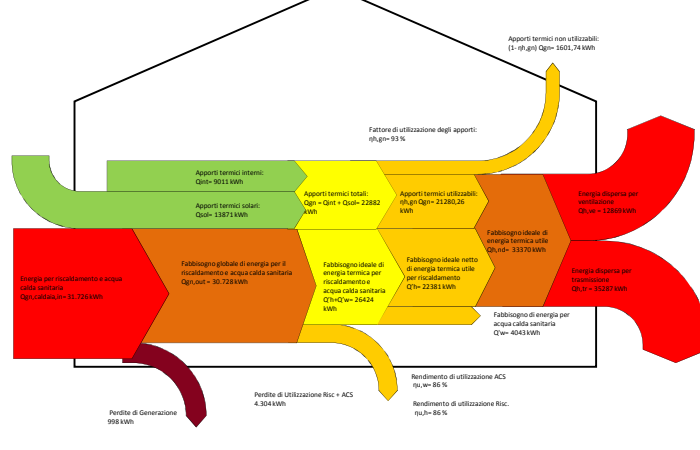 Apporti termici non utilizzabili:
(1- ηh,gn) Qgn= 1601,74 kWh
Fattore di utilizzazione degli apporti:
ηh,gn= 93 %
Apporti termici interni:
Qint= 9011 kWh
Apporti termici solari:
Qsol= 13871 kWh
Apporti termici totali:
Qgn = Qint + Qsol= 22882
kWh
Apporti termici utilizzabili:
ηh,gn Qgn= 21280,26
kWh
Energia dispersa per
ventilazione
Fabbisogno ideale di
energia termica utile
Qh,nd= 33370 kWh
Energia dispersa per
trasmissione
Qh,tr= 35287 kWh
Energia per riscaldamento e acqua
calda sanitaria
Qgn,caldaia,in= 31.726 kWh
Fabbisogno globale di energia per il
riscaldamento e acqua calda sanitaria
Qgn,out = 30.728 kWh
Fabbisogno ideale di
energia termica per
riscaldamento e
acqua calda sanitaria
Q'h+Q'w= 26424
kWh
Fabbisogno ideale netto
di energia termica utile
per riscaldamento
Q'h= 22381 kWh
Fabbisogno di energia per
acqua calda sanitaria
Q'w= 4043 kWh
Rendimento di utilizzazione ACS
ηu,w= 86 %
Rendimento di utilizzazione Risc.
ηu,h= 86 %
Perdite di Utilizzazione Risc + ACS
4.304 kWh
Perdite di Generazione
998 kWh